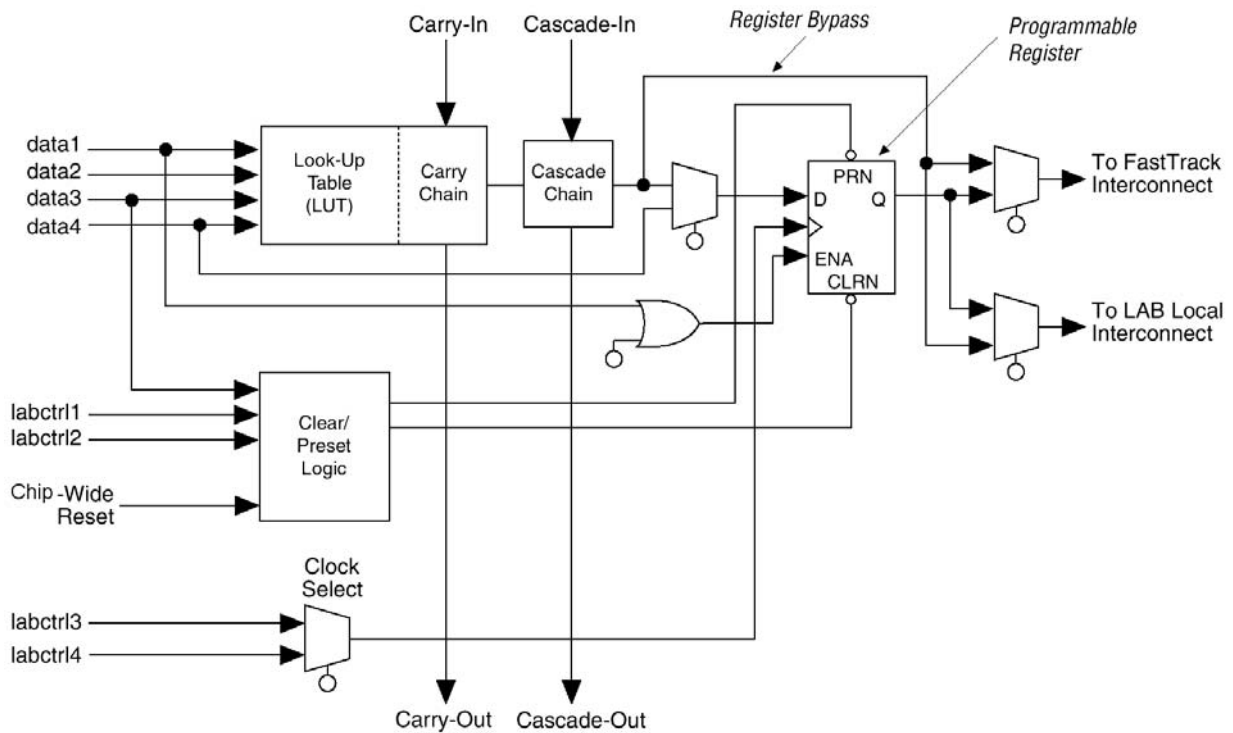 Carry-In
Cascade-In
Register Bypass
Programmable
Register
data1
data2
data3
data4
Look-Up
Table
(LUT)
Carry
Chain
Cascade
Chain
PRN
D
Q
ENA
CLRN
To FastTrack
Interconnect
To LAB Local
Interconnect
labctrl1
labctrl2
Clear/
Preset
Logic
Chip -Wide
Reset
Clock
Select
labctrl3
labctrl4
Carry-Out
Cascade-Out